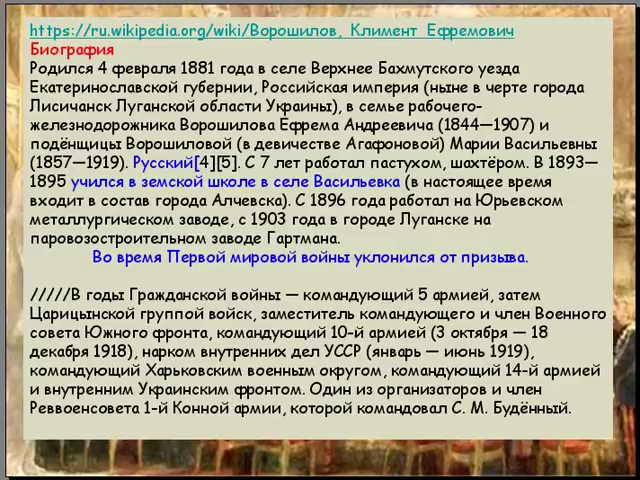 https://ru.wikipedia.org/wiki/Ворошилов,_Климент_Ефремович
Биография
Родился 4 февраля 1881 года в селе Верхнее Бахмутского уезда
Екатеринославской губернии, Российская империя (ныне в черте города
Лисичанск Луганской области Украины), в семье рабочего-
железнодорожника Ворошилова Ефрема Андреевича (1844—1907) и
подёнщицы Ворошиловой (в девичестве Агафоновой) Марии Васильевны
(1857—1919). Русский[4][5]. С 7 лет работал пастухом, шахтёром. В 1893—
1895 учился в земской школе в селе Васильевка (в настоящее время
входит в состав города Алчевска). С 1896 года работал на Юрьевском
металлургическом заводе, с 1903 года в городе Луганске на
паровозостроительном заводе Гартмана.
Во время Первой мировой войны уклонился от призыва.
/////В годы Гражданской войны — командующий 5 армией, затем
Царицынской группой войск, заместитель командующего и член Военного
совета Южного фронта, командующий 10-й армией (3 октября — 18
декабря 1918), нарком внутренних дел УССР (январь — июнь 1919),
командующий Харьковским военным округом, командующий 14-й армией
и внутренним Украинским фронтом. Один из организаторов и член
Реввоенсовета 1-й Конной армии, которой командовал С. М. Будённый.